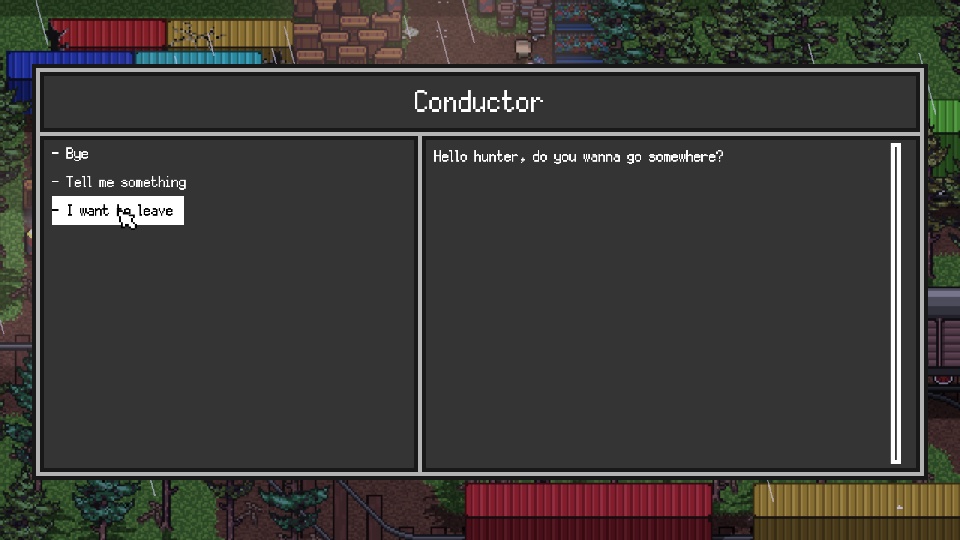 Conductor
- Bye
- Tell me something
- I want to leave
Hello hunter, do you wanna go somewhere?